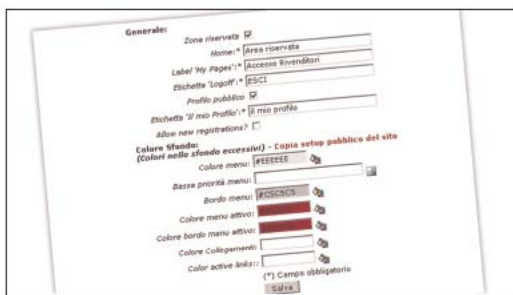 Generale:
Zona riservata
Nome:* Area riservata
Label 'My Pages':* Accesso Rivenditori
Etichetta 'Logoff':* ESCI
Profilo pubblico
Etichetta 'Il mio Profilo':* Il mio profilo
Allow new registrations?
Colore Sfondo:
(Colori nello sfondo eccessivi) - Copia setup pubblico del sito
Colore menu: #EEEEEE
Bassa priorità menu:
Bordo menu: #C5C5C5
Colore menu attivo:
Colore bordo menu attivo:
Colore Collegamenti:
Color active links::
(*) Campo obbligatorio
Salva